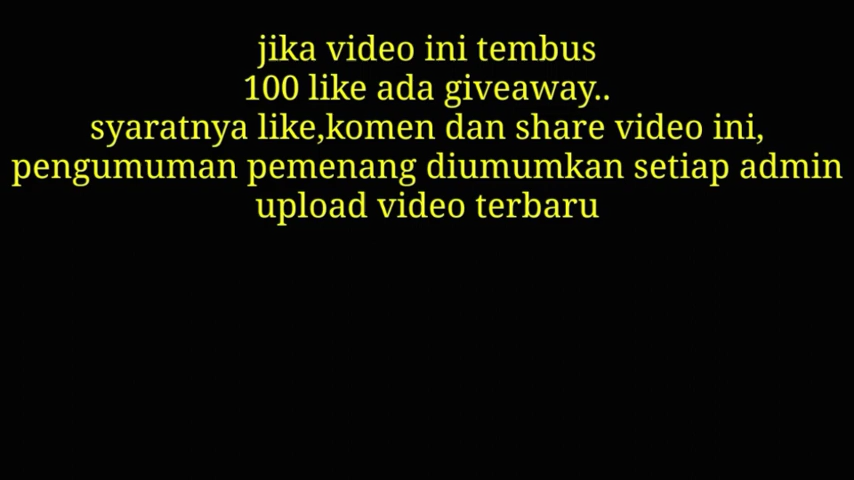 jika video ini tembus
100 like ada giveaway..
syaratnya like,komen dan share video ini,
pengumuman pemenang diumumkan setiap admin
upload video terbaru